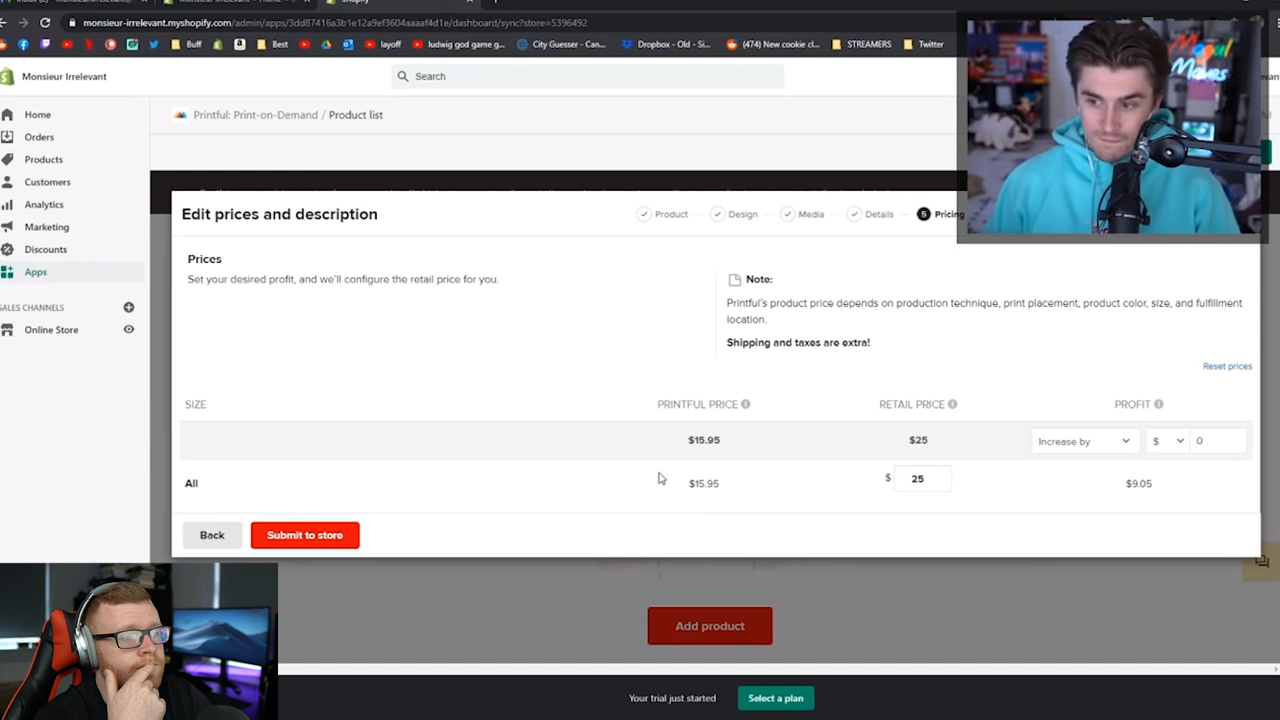 Shopify
monsieur-irrelevant.myshopify.com/admin/apps/3dd87416a3b1e12a9ef3604aaaaf4d1e/dashboard/sync?store=5396492
Buff
Best
layoff
ludwig god game g...
City Guesser - Can...
Dropbox - Old - Si...
(474) New cookie cl...
STREAMERS
Twitter
Monsieur Irrelevant
Search
Mogul
Moves
Home
Orders
Products
Customers
Analytics
Marketing
Discounts
Apps
SALES CHANNELS
Online Store
Printful: Print-on-Demand / Product list
Edit prices and description
Product
Design
Media
Details
5 Pricing
Prices
Set your desired profit, and we'll configure the retail price for you.
Note:
Printful's product price depends on production technique, print placement, product color, size, and fulfillment
location.
Shipping and taxes are extra!
Reset prices
SIZE PRINTFUL PRICE RETAIL PRICE PROFIT
$15.95 $25 Increase by $ 0
All $15.95 $ 25 $9.05
Back
Submit to store
Add product
Your trial just started
Select a plan